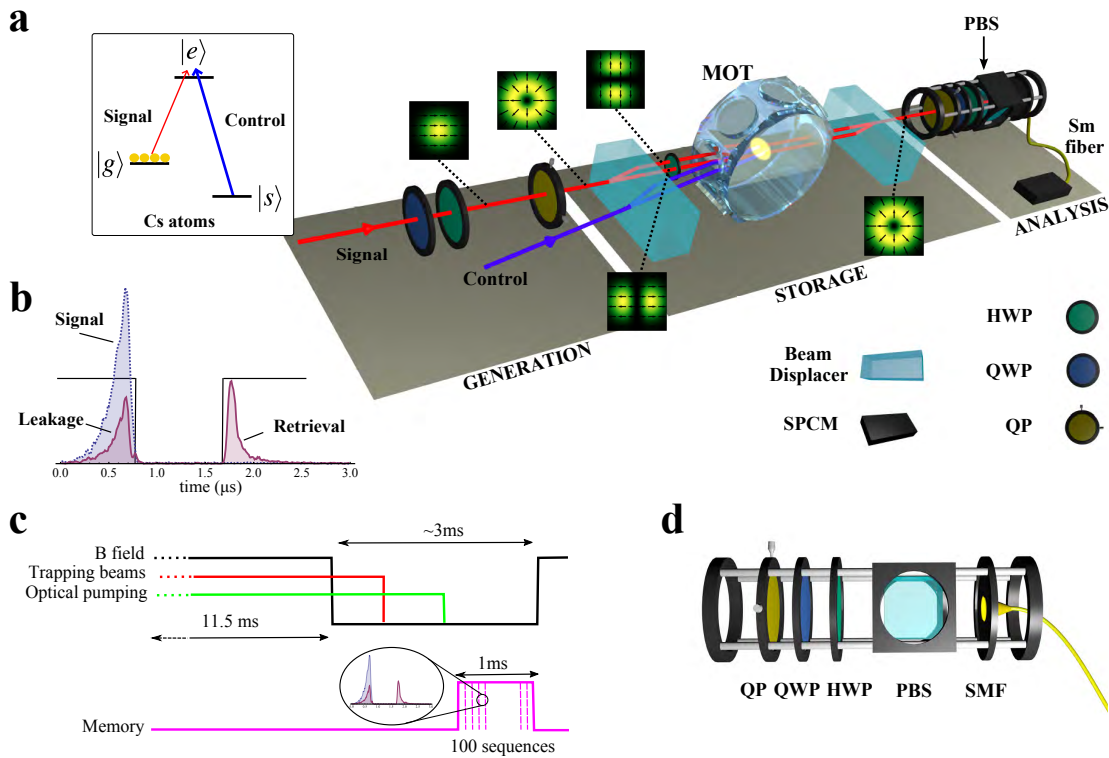 a
|e⟩
Signal
Control
|g⟩
|s⟩
Cs atoms
PBS
MOT
Sm
fiber
Signal
Control
GENERATION
STORAGE
ANALYSIS
HWP
Beam
Displacer
QWP
SPCM
QP
b
Signal
Leakage
Retrieval
0.0 0.5 1.0 1.5 2.0 2.5 3.0
time (μs)
c
~3ms
B field
Trapping beams
Optical pumping
11.5 ms
1ms
Memory
100 sequences
d
QP QWP HWP PBS SMF